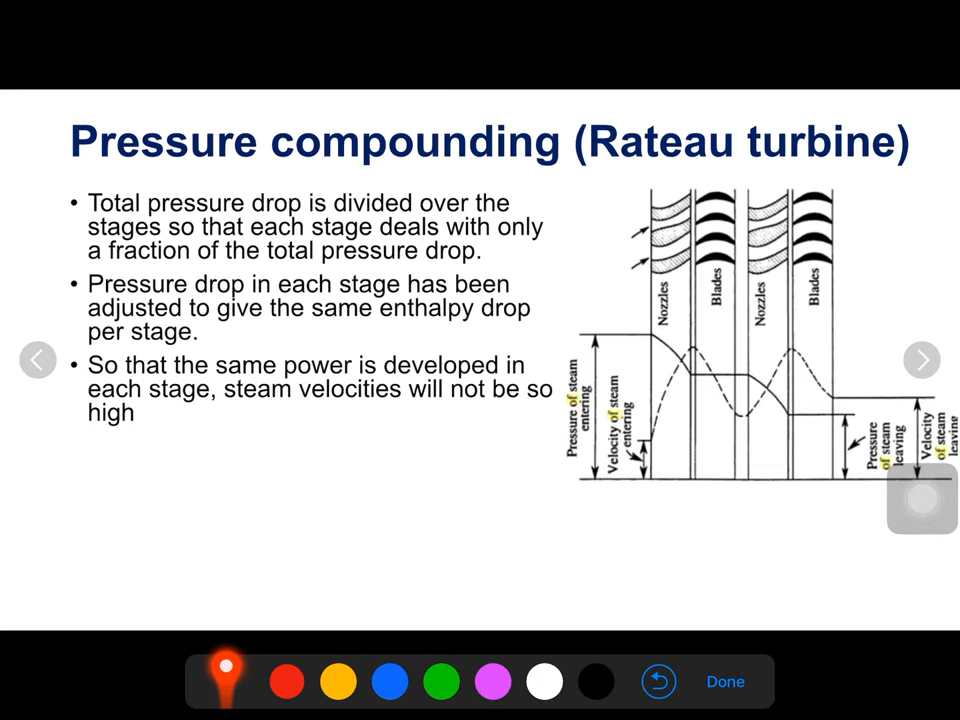 Pressure compounding (Rateau turbine)
• Total pressure drop is divided over the
stages so that each stage deals with only
a fraction of the total pressure drop.
• Pressure drop in each stage has been
adjusted to give the same enthalpy drop
per stage.
• So that the same power is developed in
each stage, steam velocities will not be so
high
Nozzles
Blades
Nozzles
Blades
Pressure of steam
entering
Velocity of steam
entering
Pressure
of steam
leaving
Velocity
of steam
leaving
Done